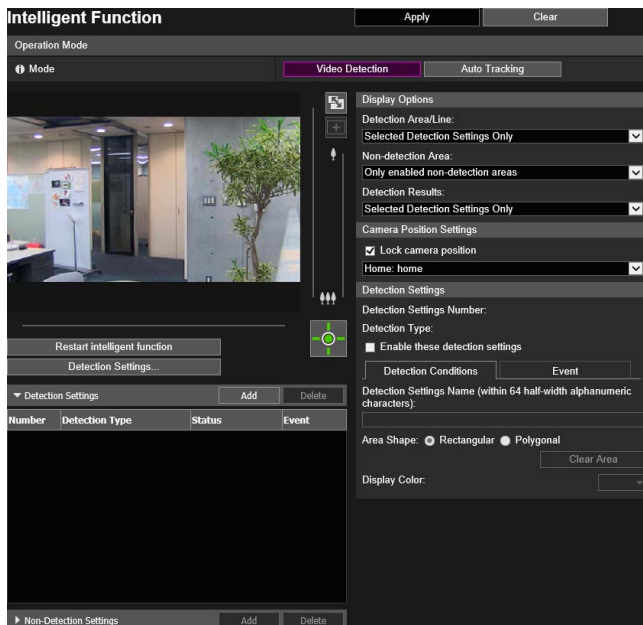 Intelligent Function
Apply
Clear
Operation Mode
Mode
Video Detection
Auto Tracking
Display Options
Detection Area/Line:
Selected Detection Settings Only
Non-detection Area:
Only enabled non-detection areas
Detection Results:
Selected Detection Settings Only
Camera Position Settings
Lock camera position
Home: home
Detection Settings
Detection Settings Number:
Detection Type:
Enable these detection settings
Detection Conditions
Event
Detection Settings Name (within 64 half-width alphanumeric
characters):
Area Shape: Rectangular Polygonal
Clear Area
Display Color:
Restart intelligent function
Detection Settings...
Detection Settings
Add
Delete
Number Detection Type Status Event
Non-Detection Settings
Add
Delete